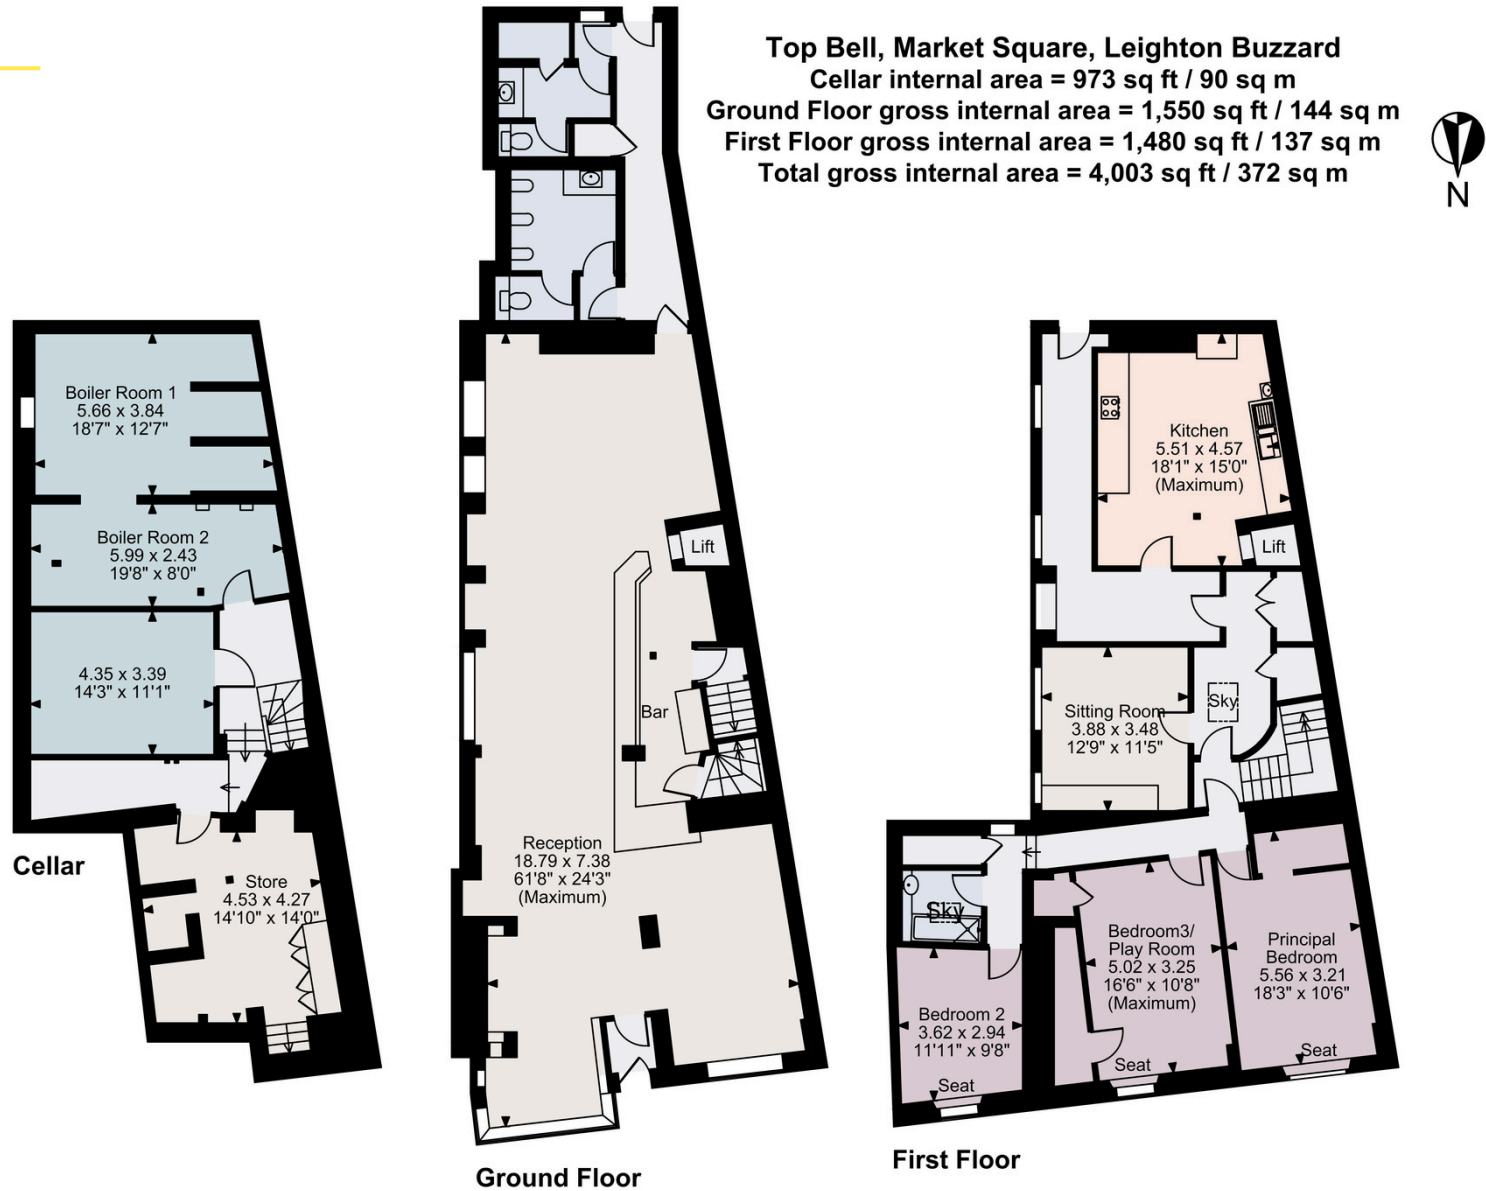 Top Bell, Market Square, Leighton Buzzard
Cellar internal area = 973 sq ft / 90 sq m
Ground Floor gross internal area = 1,550 sq ft / 144 sq m
First Floor gross internal area = 1,480 sq ft / 137 sq m
Total gross internal area = 4,003 sq ft / 372 sq m
N
Boiler Room 1
5.66 x 3.84
18'7" x 12'7"
Boiler Room 2
5.99 x 2.43
19'8" x 8'0"
4.35 x 3.39
14'3" x 11'1"
Cellar
Store
4.53 x 4.27
14'10" x 14'0"
Lift
Bar
Reception
18.79 x 7.38
61'8" x 24'3"
(Maximum)
Ground Floor
Kitchen
5.51 x 4.57
18'1" x 15'0"
(Maximum)
Lift
Sky
Sitting Room
3.88 x 3.48
12'9" x 11'5"
Sky
Bedroom3/
Play Room
5.02 x 3.25
16'6" x 10'8"
(Maximum)
Seat
Principal
Bedroom
5.56 x 3.21
18'3" x 10'6"
Seat
Bedroom 2
3.62 x 2.94
11'11" x 9'8"
Seat
First Floor